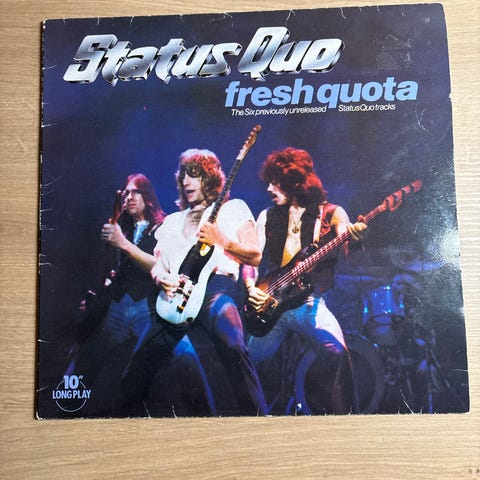 Status Quo
fresh quota
The Six previously unreleased Status Quo tracks
10"
LONG PLAY